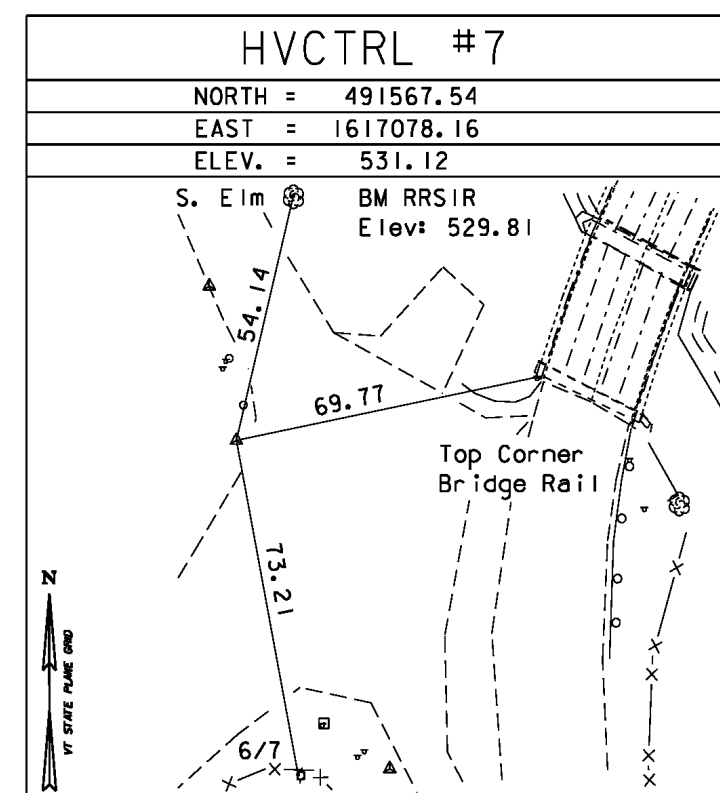 HVCTRL #7
NORTH = 491567.54
EAST = 1617078.16
ELEV. = 531.12
S. Elm
BM RRSIR
Elev: 529.81
54.14
69.77
Top Corner
Bridge Rail
73.21
N
VT STATE PLANE GRID
6/7